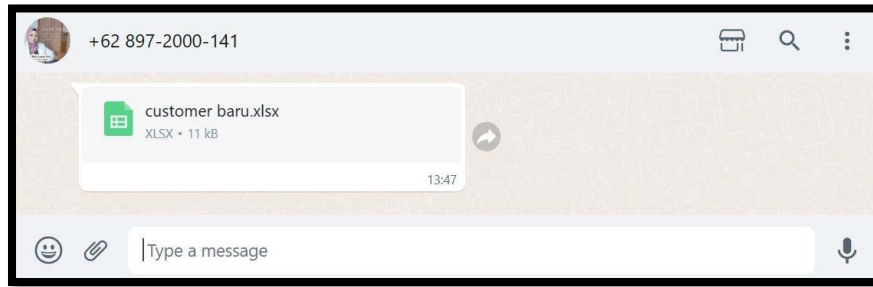 +62 897-2000-141
customer baru.xlsx
XLSX • 11 kB
13:47
Type a message